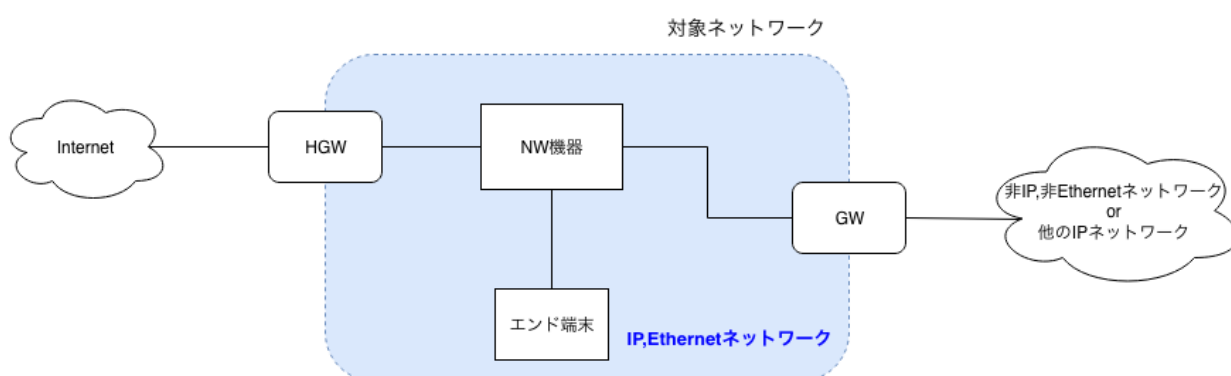 対象ネットワーク
Internet
HGW
NW機器
GW
非IP,非Ethernetネットワーク
or
他のIPネットワーク
エンド端末
IP,Ethernetネットワーク